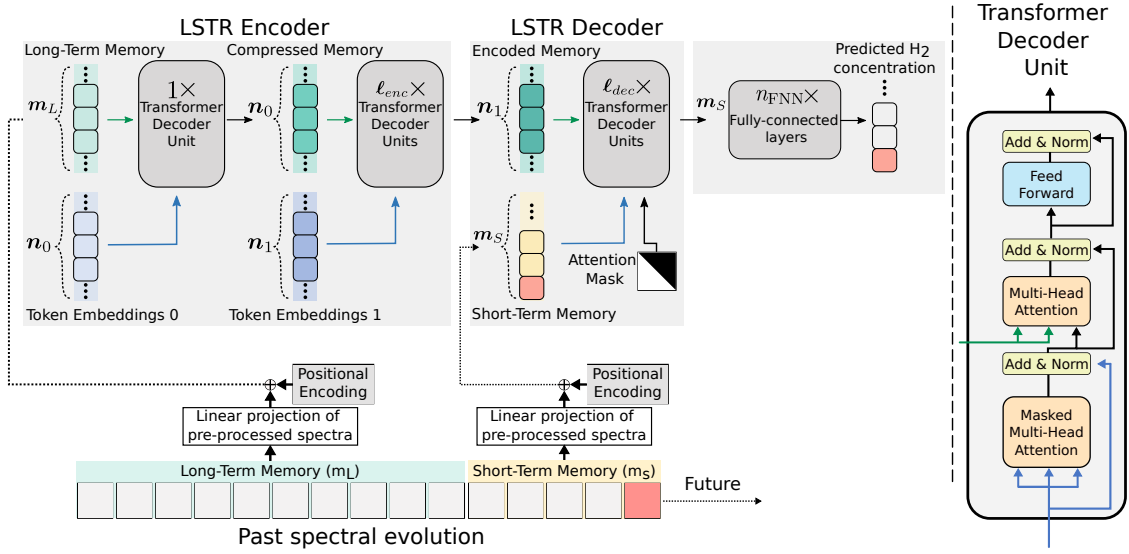 LSTR Encoder
Long-Term Memory
Compressed Memory
m_L
1×
Transformer
Decoder
Unit
n_0
ℓ_enc×
Transformer
Decoder
Units
n_0
n_1
Token Embeddings 0
Token Embeddings 1
LSTR Decoder
Encoded Memory
n_1
ℓ_dec×
Transformer
Decoder
Units
m_S
Attention
Mask
Short-Term Memory
Predicted H2
concentration
m_S
n_FNN×
Fully-connected
layers
Positional
Encoding
Linear projection of
pre-processed spectra
Positional
Encoding
Linear projection of
pre-processed spectra
Long-Term Memory (mL)
Short-Term Memory (ms)
Future
Past spectral evolution
Transformer
Decoder
Unit
Add & Norm
Feed
Forward
Add & Norm
Multi-Head
Attention
Add & Norm
Masked
Multi-Head
Attention